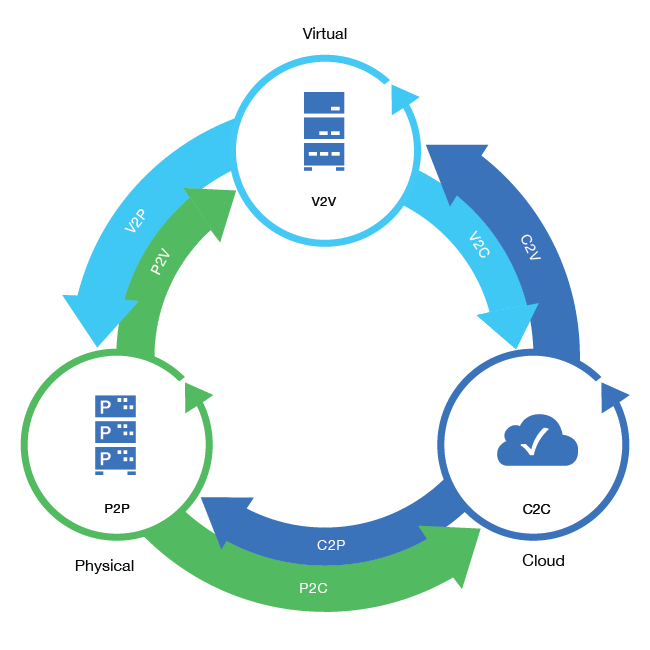 Virtual
V2V
V2P
P2V
V2C
C2V
P
P
P
P2P
Physical
C2C
Cloud
C2P
P2C